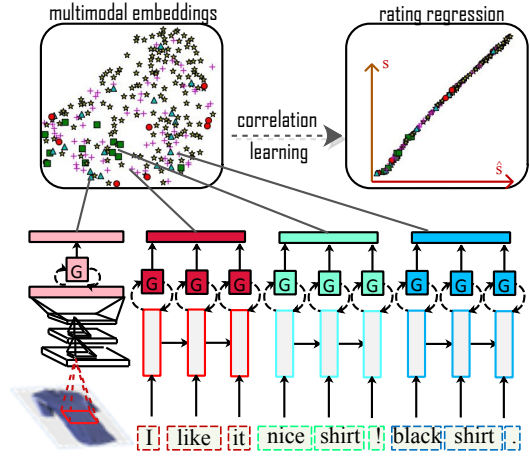 multimodal embeddings
rating regression
s
correlation
learning
ŝ
G
G G G G G G G G G
I like it nice shirt ! black shirt .